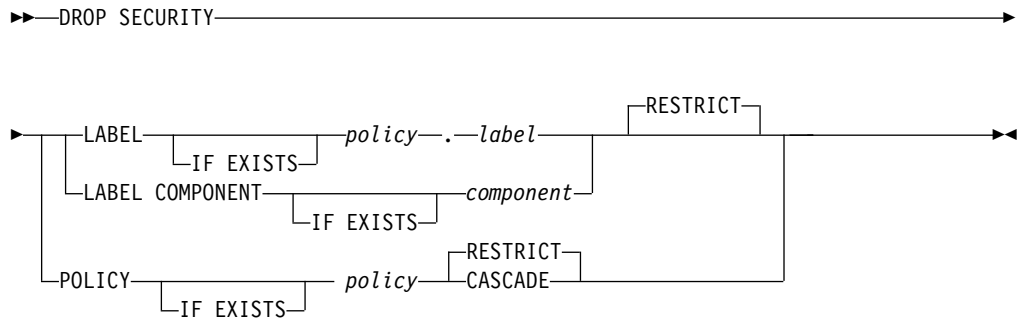 DROP SECURITY
RESTRICT
LABEL policy . label
IF EXISTS
LABEL COMPONENT component
IF EXISTS
RESTRICT
POLICY policy CASCADE
IF EXISTS